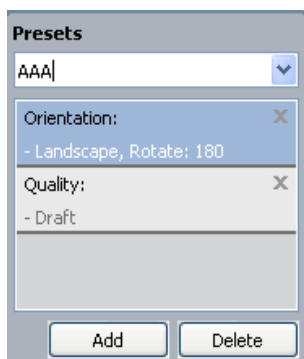 Presets
AAA
Orientation:
- Landscape, Rotate: 180
Quality:
- Draft
Add Delete